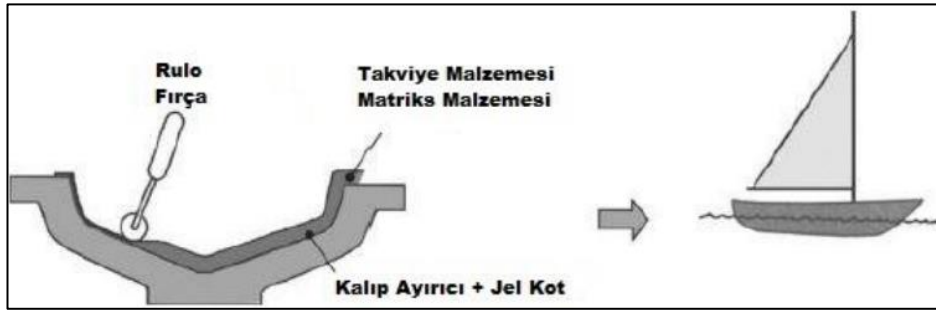 Rulo
Fırça
Takviye Malzemesi
Matriks Malzemesi
Kalıp Ayırıcı + Jel Kot